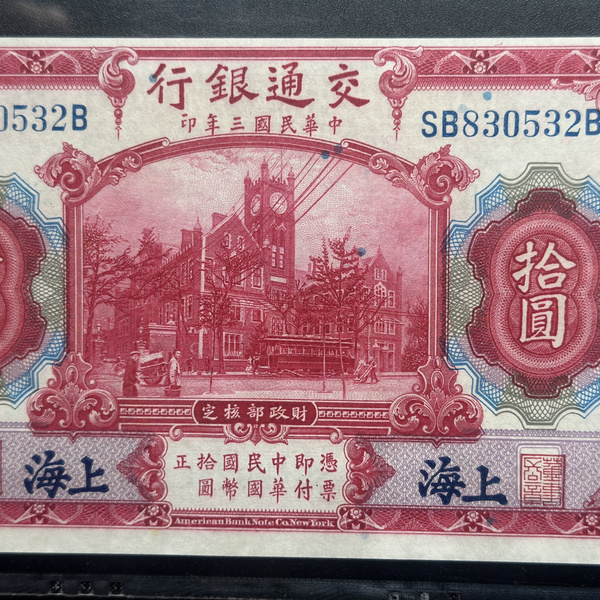 行銀通交
印年三國民華中
0532B
SB830532B
拾圓
定核部政財
海上
正拾國民中即憑
圓幣國華付票
海上
American Bank Note Co. New York